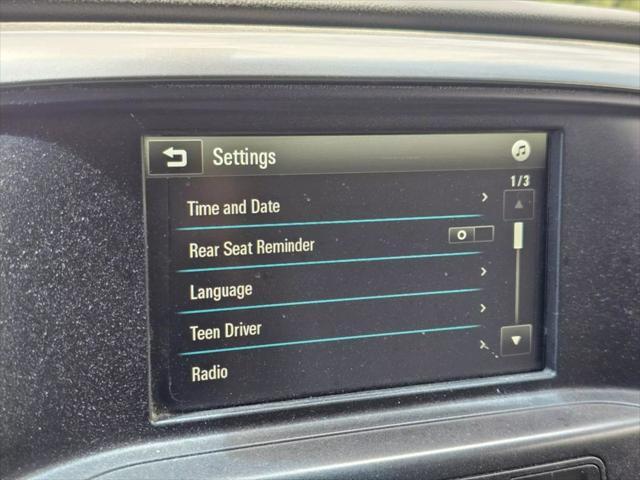 Settings
1/3
Time and Date
Rear Seat Reminder
Language
Teen Driver
Radio